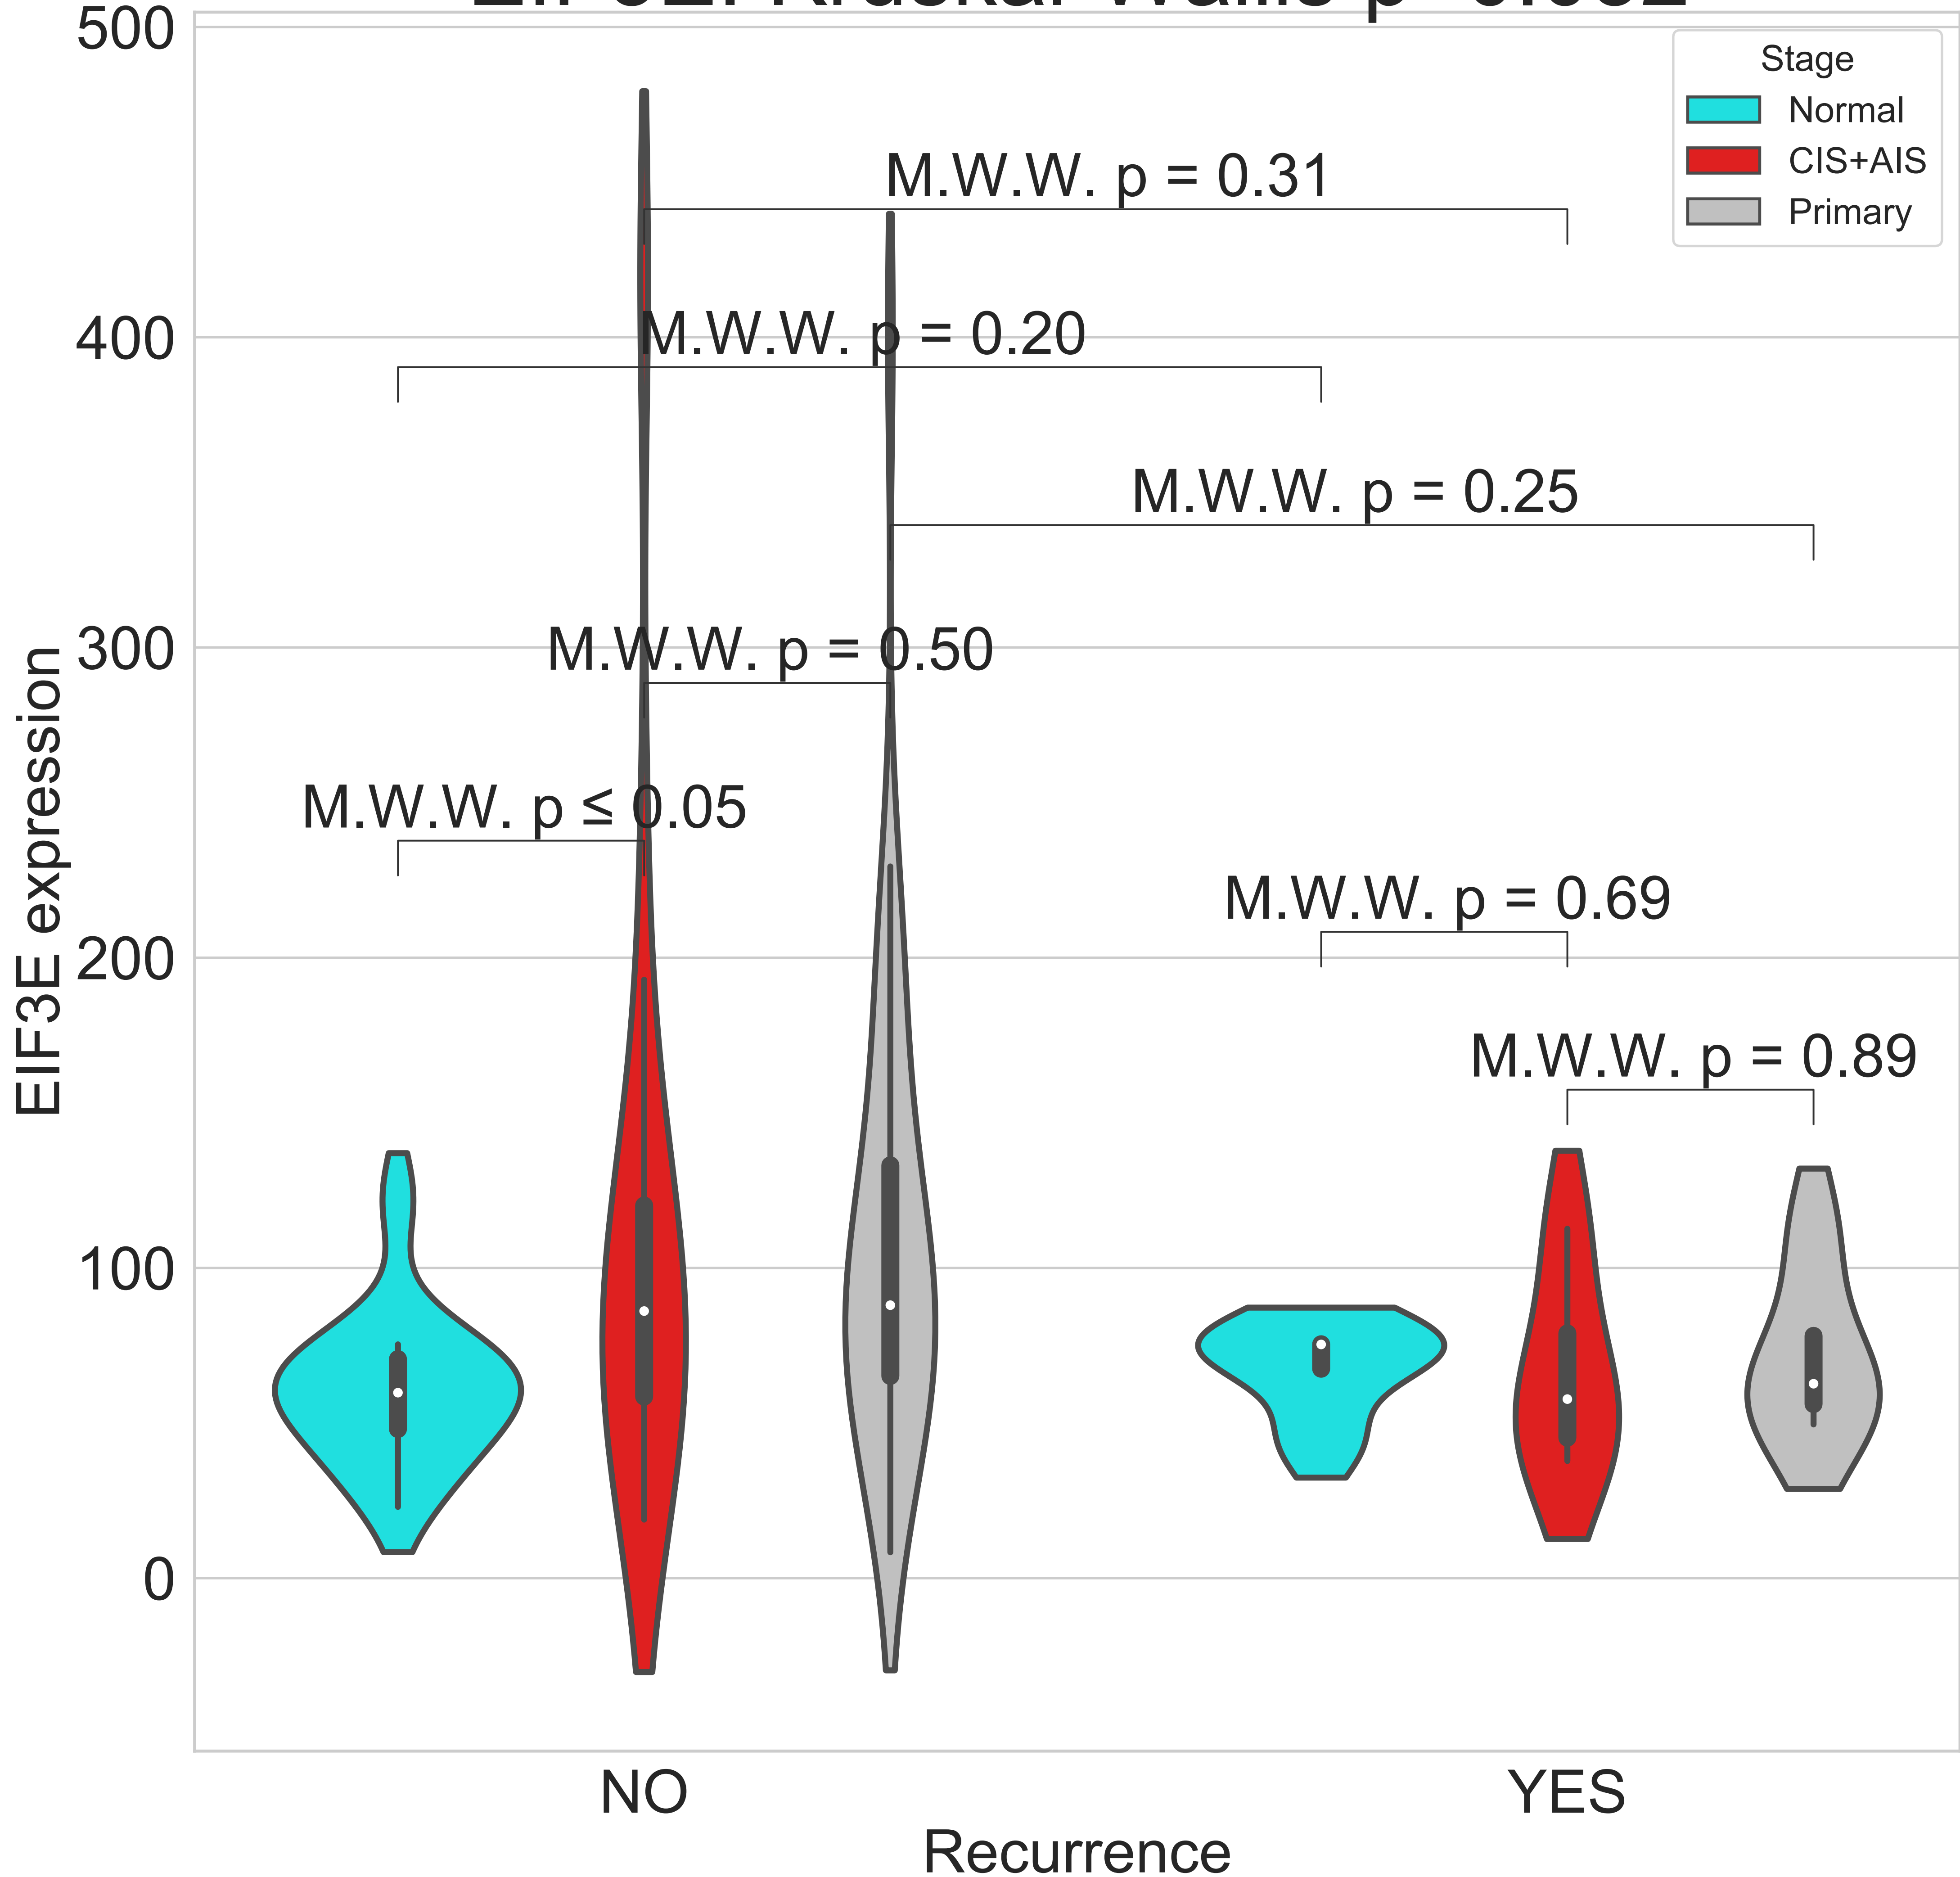 500
Stage
Normal
CIS+AIS
Primary
M.W.W. p = 0.31
400
M.W.W. p = 0.20
M.W.W. p = 0.25
300
M.W.W. p = 0.50
M.W.W. p ≤ 0.05
M.W.W. p = 0.69
200
M.W.W. p = 0.89
100
0
EIF3E expression
NO
YES
Recurrence